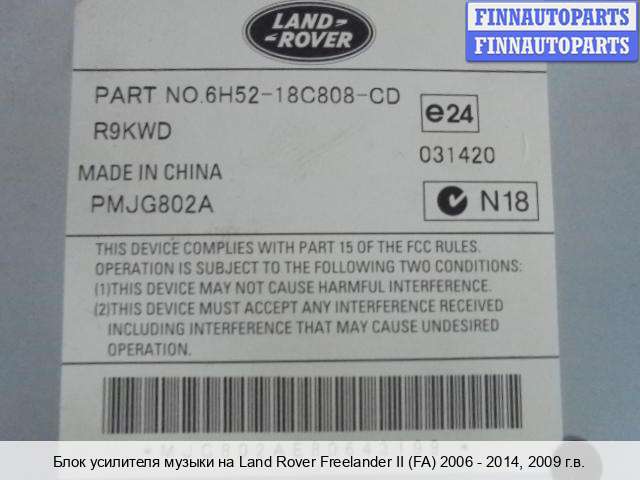 LAND-
-ROVER
FINNAUTOPARTS
FINNAUTOPARTS
PART NO.6H52-18C808-CD
e24
R9KWD
031420
MADE IN CHINA
PMJG802A
N18
THIS DEVICE COMPLIES WITH PART 15 OF THE FCC RULES.
OPERATION IS SUBJECT TO THE FOLLOWING TWO CONDITIONS:
(1)THIS DEVICE MAY NOT CAUSE HARMFUL INTERFERENCE.
(2)THIS DEVICE MUST ACCEPT ANY INTERFERENCE RECEIVED
INCLUDING INTERFERENCE THAT MAY CAUSE UNDESIRED
OPERATION.
Блок усилителя музыки на Land Rover Freelander II (FA) 2006 - 2014, 2009 г.в.